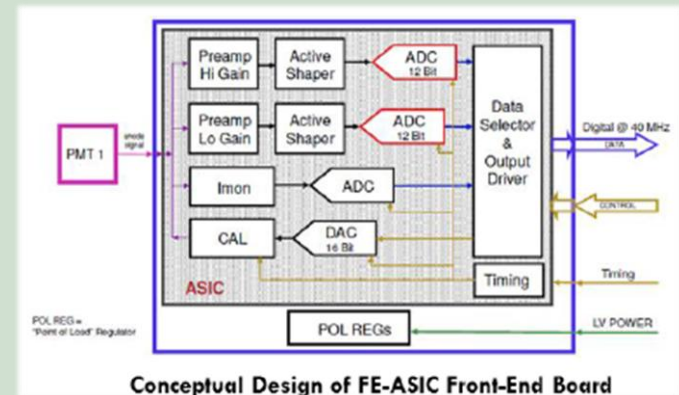 Preamp
Hi Gain
Active
Shaper
ADC
12 Bit
Preamp
Lo Gain
Active
Shaper
ADC
12 Bit
Data
Selector
&
Output
Driver
Digital @ 40 MHz
DATA
PMT 1
anode
signal
Imon
ADC
CONTROL
CAL
DAC
16 Bit
ASIC
Timing
Timing
POL REG =
"Point of Load" Regulator
POL REGs
LV POWER
Conceptual Design of FE-ASIC Front-End Board